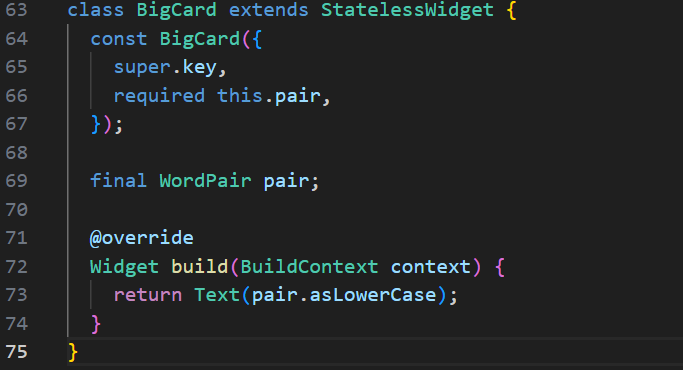 63 class BigCard extends StatelessWidget {
64   const BigCard({
65     super.key,
66     required this.pair,
67   });
68
69   final WordPair pair;
70
71   @override
72   Widget build(BuildContext context) {
73     return Text(pair.asLowerCase);
74   }
75 }